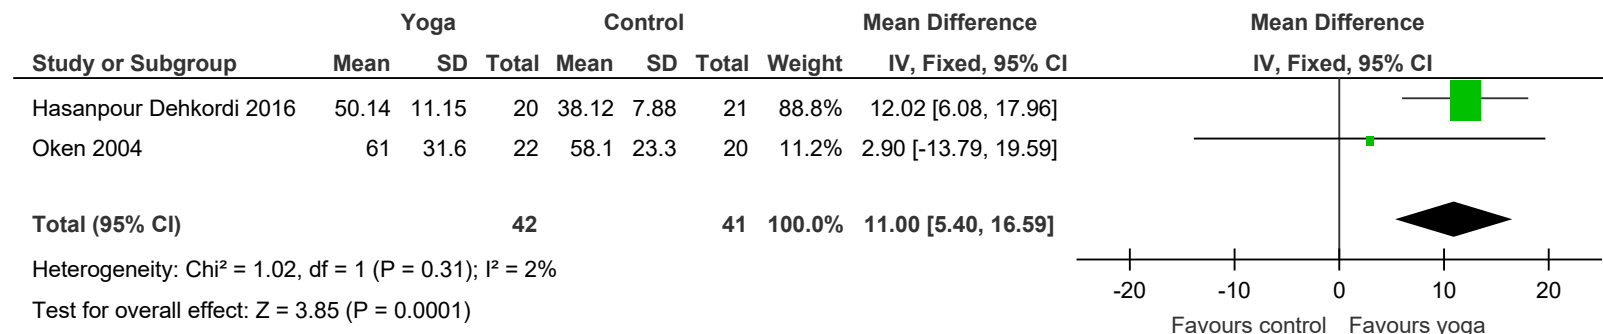 Yoga Control Mean Difference Mean Difference
Study or Subgroup Mean SD Total Mean SD Total Weight IV, Fixed, 95% CI IV, Fixed, 95% CI
Hasanpour Dehkordi 2016 50.14 11.15 20 38.12 7.88 21 88.8% 12.02 [6.08, 17.96]
Oken 2004 61 31.6 22 58.1 23.3 20 11.2% 2.90 [-13.79, 19.59]
Total (95% CI) 42 41 100.0% 11.00 [5.40, 16.59]
Heterogeneity: Chi² = 1.02, df = 1 (P = 0.31); I² = 2%
Test for overall effect: Z = 3.85 (P = 0.0001)
-20 -10 0 10 20
Favours control Favours yoga